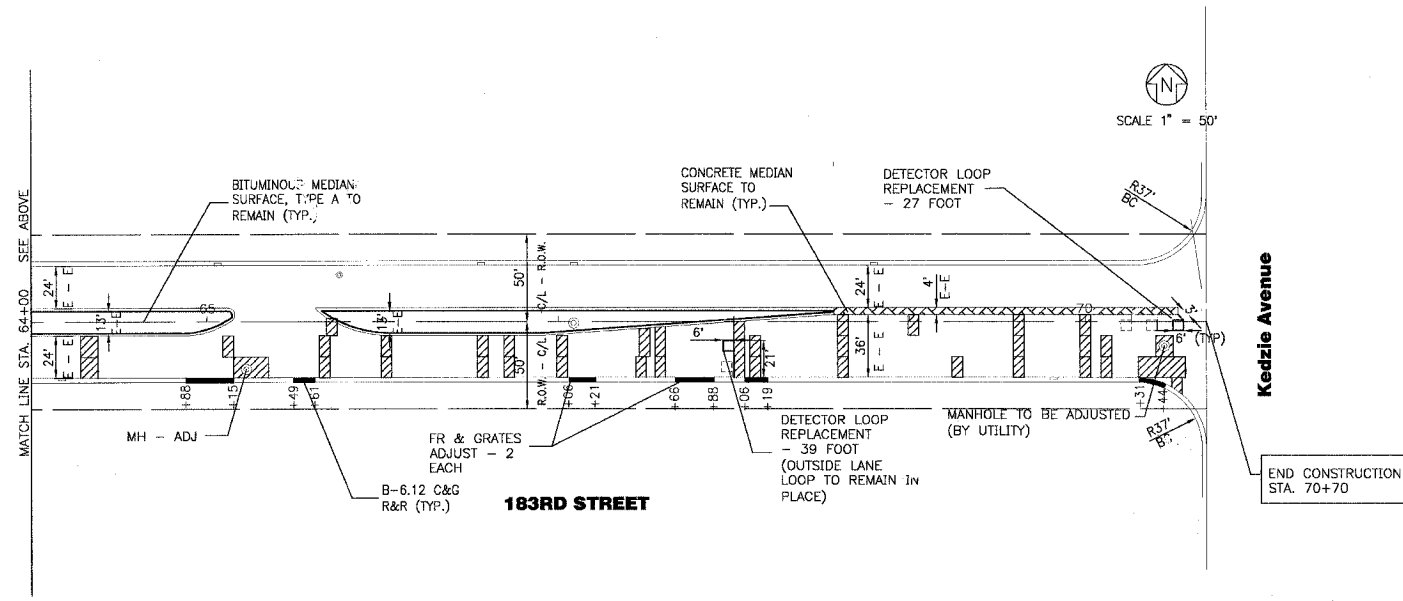 N
SCALE 1" = 50'
BITUMINOUS MEDIAN
SURFACE, TYPE A TO
REMAIN (TYP.)
CONCRETE MEDIAN
SURFACE TO
REMAIN (TYP.)
DETECTOR LOOP
REPLACEMENT
- 27 FOOT
R37'
BC
MATCH LINE STA. 64+00 SEE ABOVE
24'
E - E
13'
E-E
24'
E - E
65
13'
E-E
50'
C/L - R.O.W.
50'
R.O.W. - C/L
6'
21'
24'
E - E
4'
E-E
36'
E - E
70
3'
6' (TYP)
Kedzie Avenue
+88
+15
+49
+61
+06
+21
+66
+88
+06
+19
+31
+44
MH - ADJ
FR & GRATES
ADJUST - 2
EACH
B-6.12 C&G
R&R (TYP.)
183RD STREET
DETECTOR LOOP
REPLACEMENT
- 39 FOOT
(OUTSIDE LANE
LOOP TO REMAIN IN
PLACE)
MANHOLE TO BE ADJUSTED
(BY UTILITY)
R37'
BC
END CONSTRUCTION
STA. 70+70